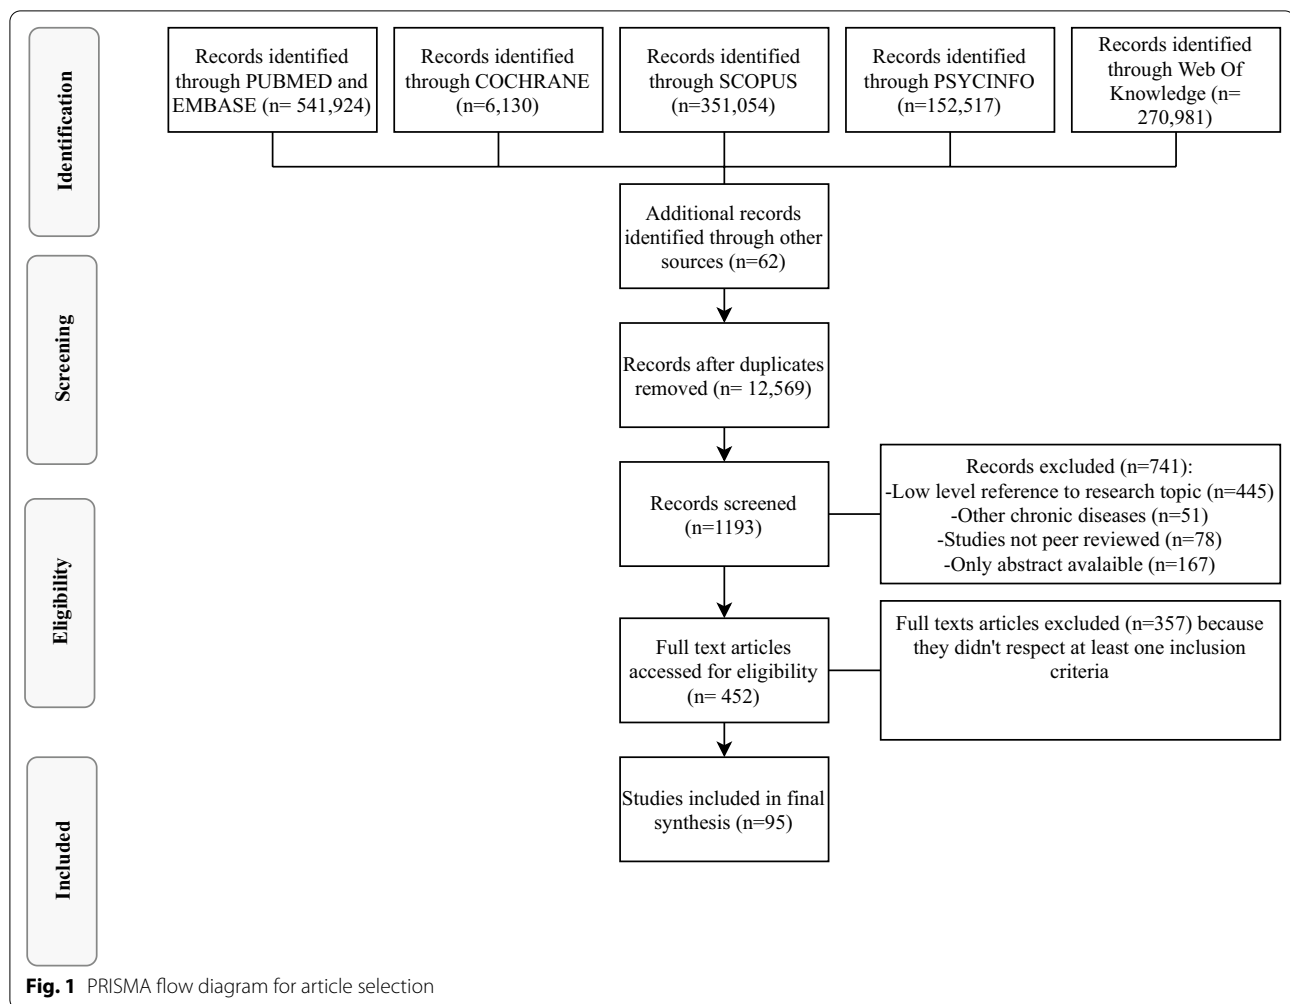 Identification
Records identified
through PUBMED and
EMBASE (n= 541,924)
Records identified
through COCHRANE
(n=6,130)
Records identified
through SCOPUS
(n=351,054)
Records identified
through PSYCINFO
(n=152,517)
Records identified
through Web Of
Knowledge (n=
270,981)
Additional records
identified through other
sources (n=62)
Screening
Records after duplicates
removed (n= 12,569)
Records screened
(n=1193)
Records excluded (n=741):
-Low level reference to research topic (n=445)
-Other chronic diseases (n=51)
-Studies not peer reviewed (n=78)
-Only abstract avalaible (n=167)
Eligibility
Full text articles
accessed for eligibility
(n= 452)
Full texts articles excluded (n=357) because
they didn't respect at least one inclusion
criteria
Included
Studies included in final
synthesis (n=95)
Fig. 1 PRISMA flow diagram for article selection